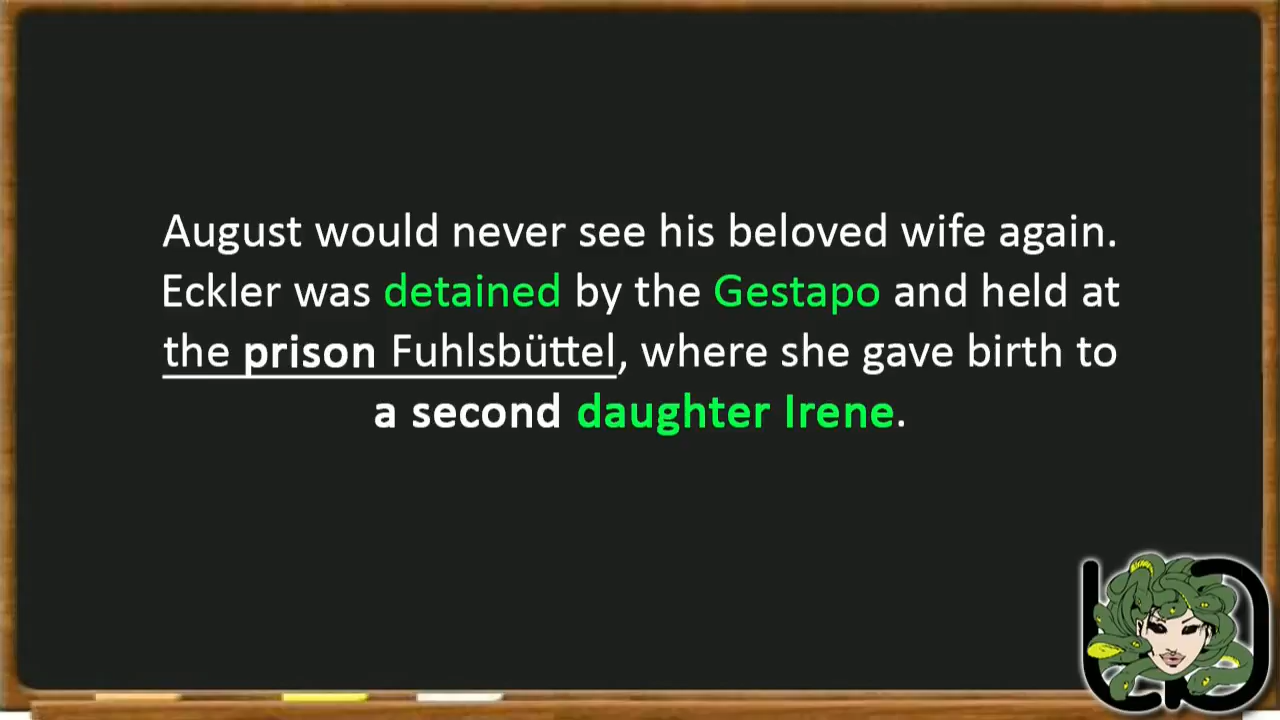 August would never see his beloved wife again.
Eckler was detained by the Gestapo and held at
the prison Fuhlsbüttel, where she gave birth to
a second daughter Irene.